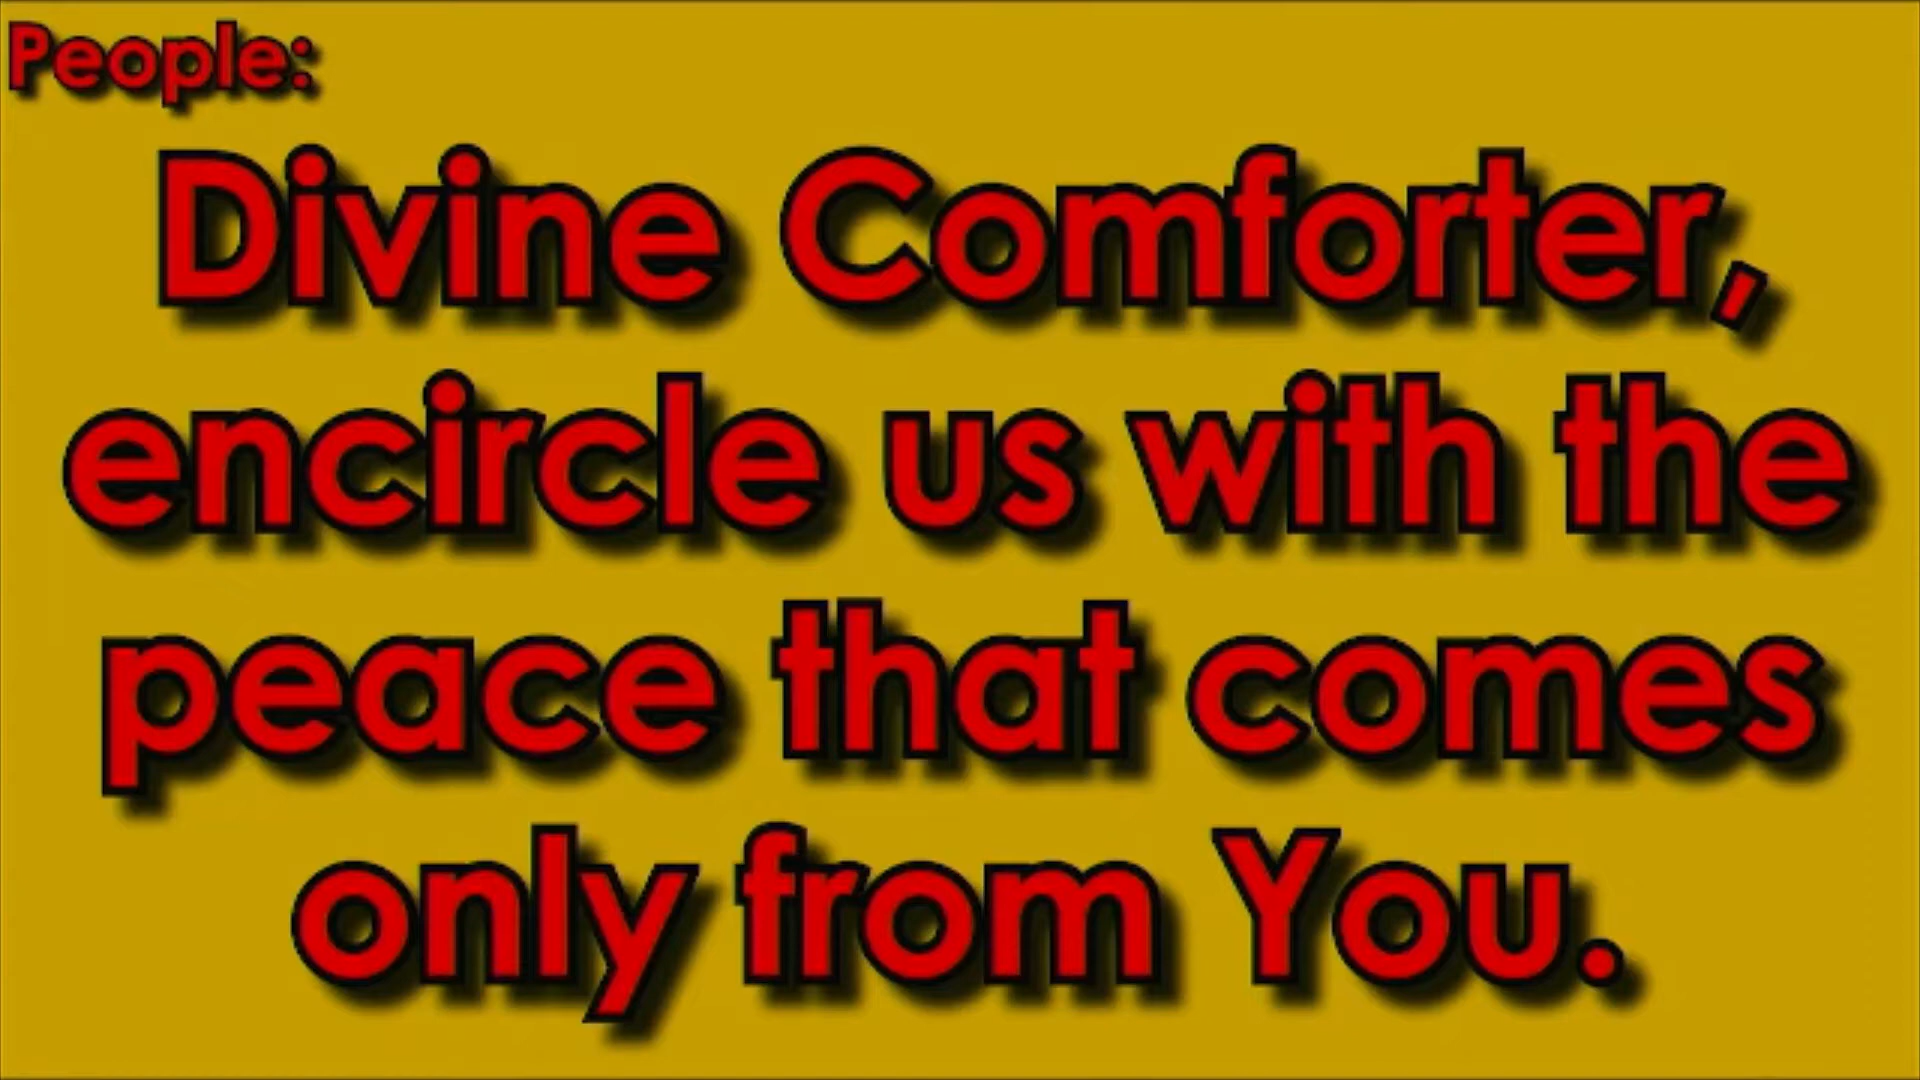 People:
Divine Comforter,
encircle us with the
peace that comes
only from You.